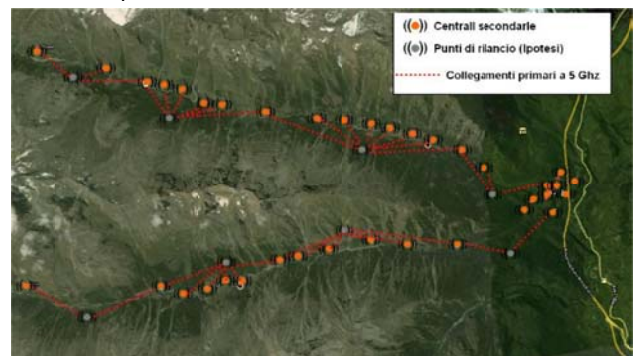 Centrali secondarie
Punti di rilancio (Ipotesi)
Collegamenti primari a 5 Ghz